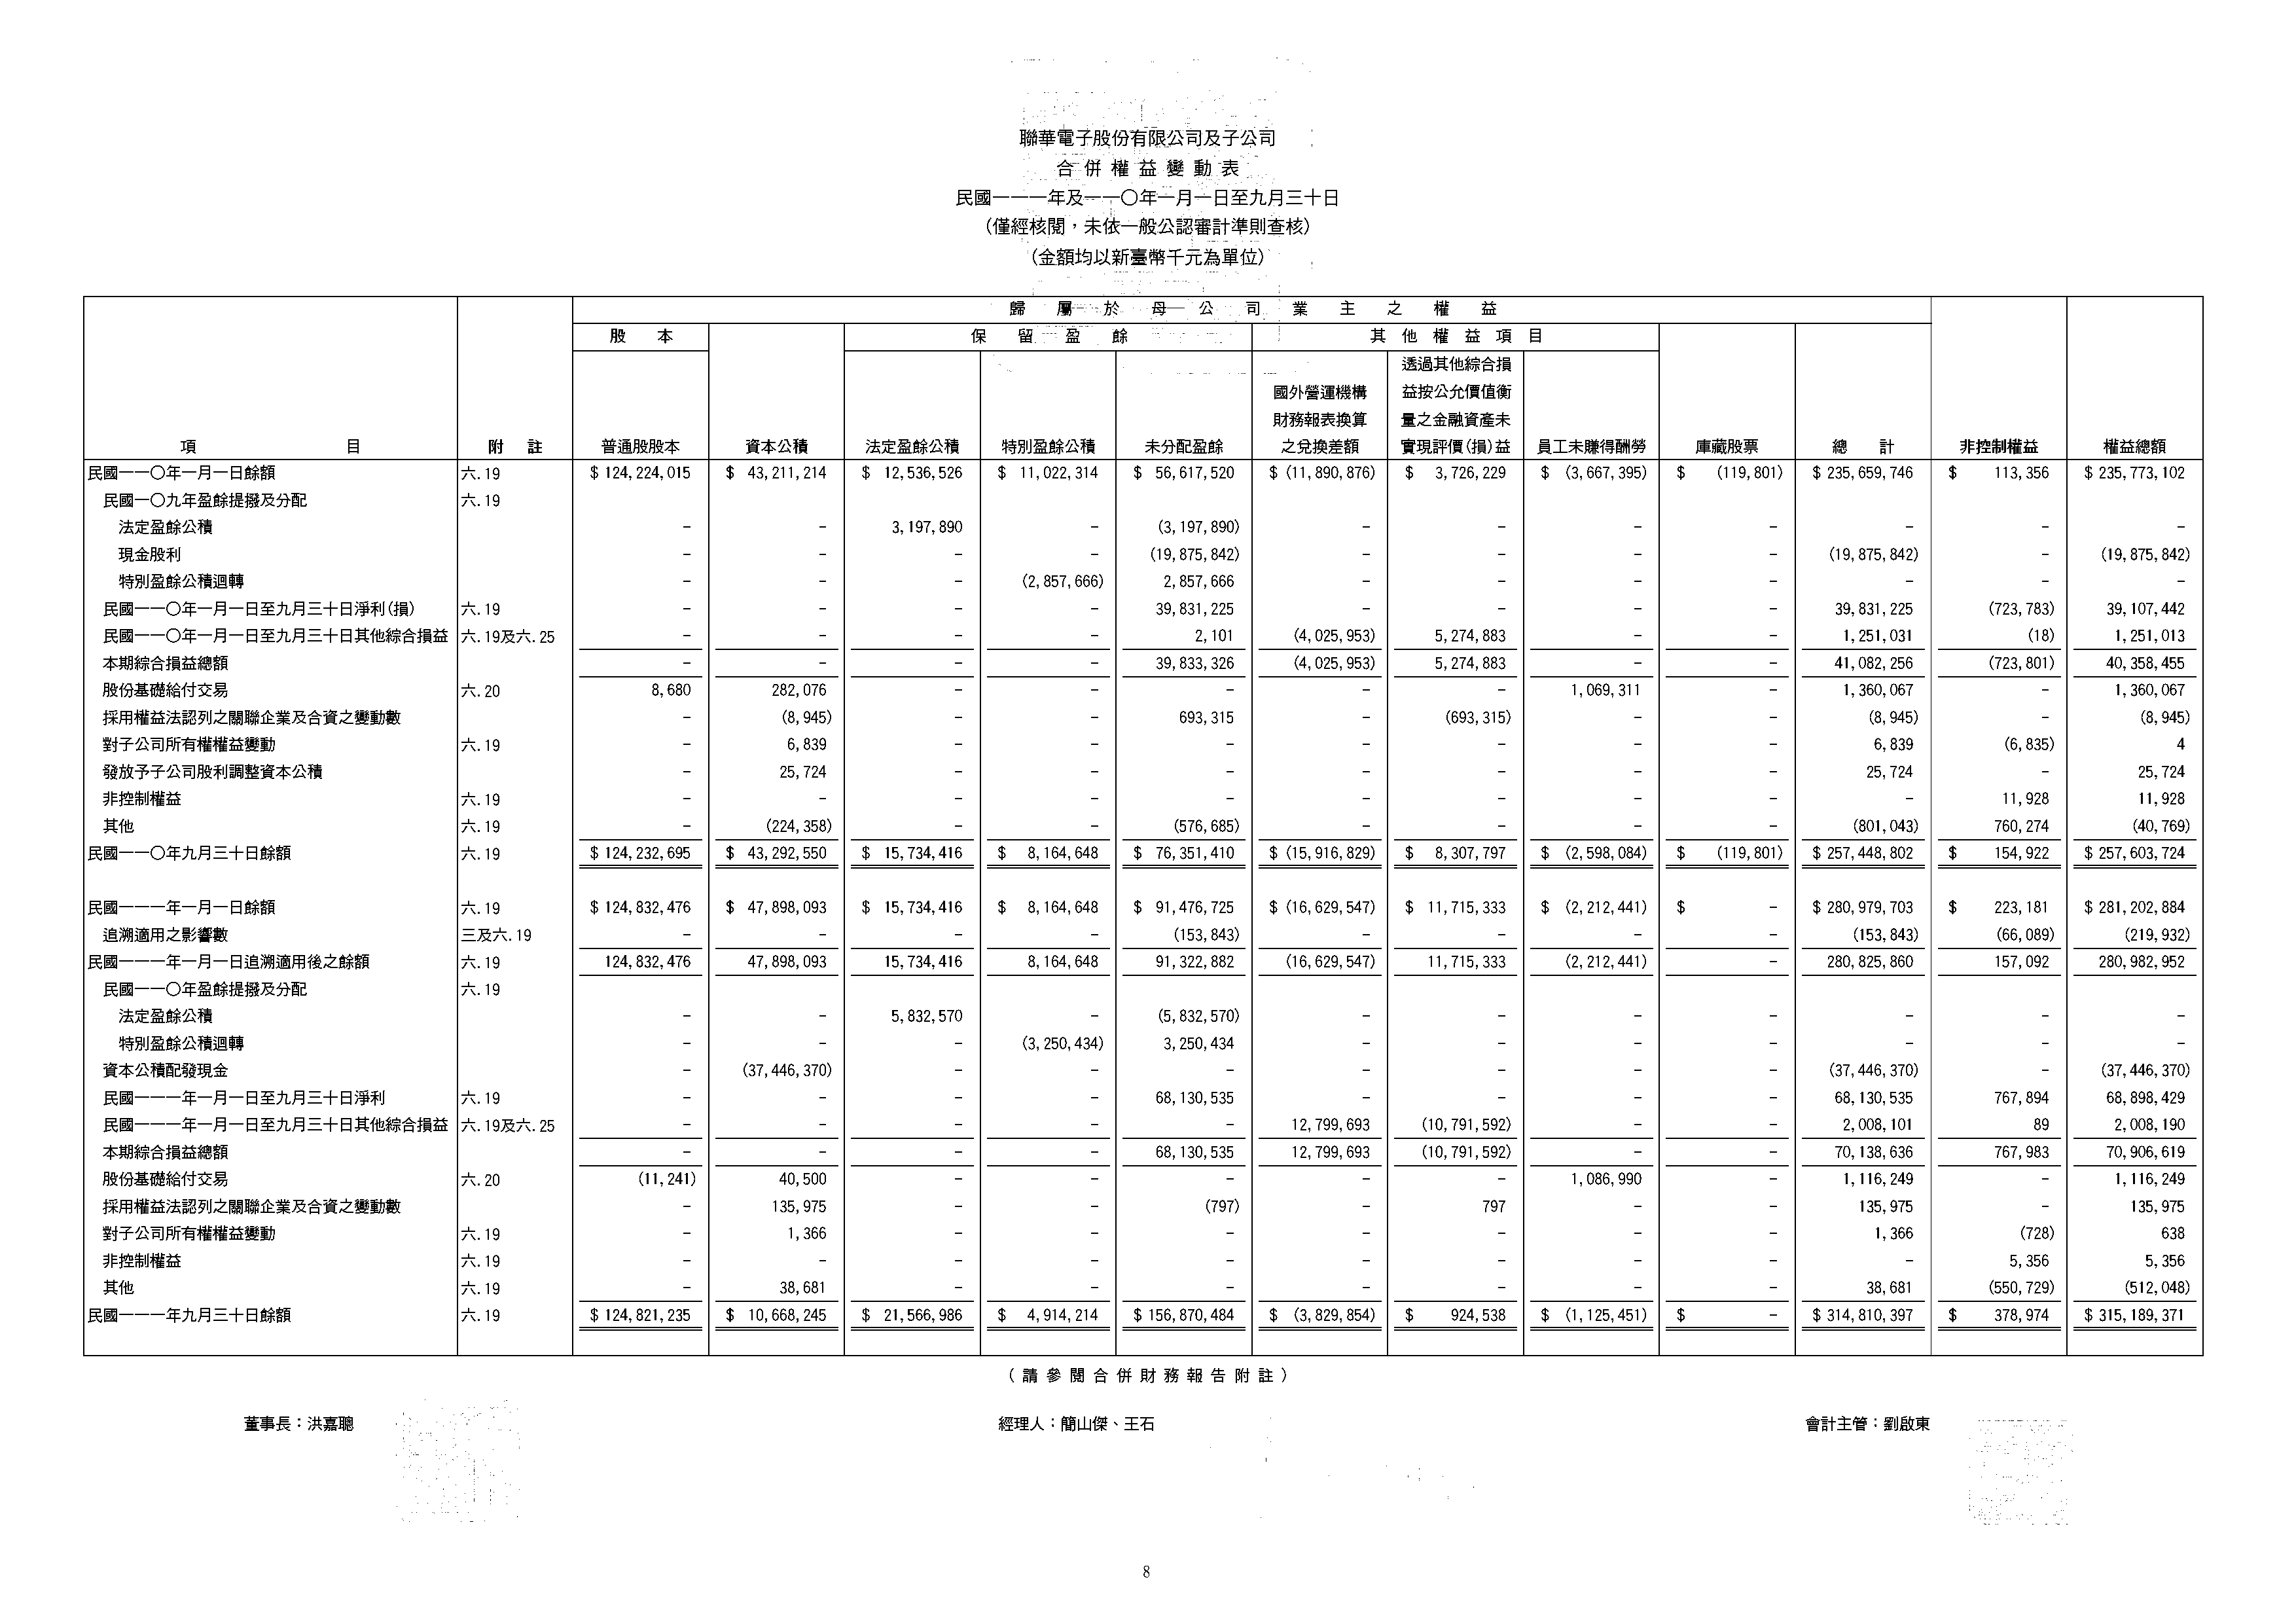 聯華電子股份有限公司及子公司
合併權益變動表
民國一一一年及一一〇年一月一日至九月三十日
(僅經核閱，未依一般公認審計準則查核)
(金額均以新臺幣千元為單位)
歸屬於母公司業主之權益
股本 保留盈餘 其他權益項目
透過其他綜合損
國外營運機構 益按公允價值衡
財務報表換算 量之金融資產未
項目 附註 普通股股本 資本公積 法定盈餘公積 特別盈餘公積 未分配盈餘 之兌換差額 實現評價(損)益 員工未賺得酬勞 庫藏股票 總計 非控制權益 權益總額
民國一一〇年一月一日餘額 六.19 $ 124,224,015 $ 43,211,214 $ 12,536,526 $ 11,022,314 $ 56,617,520 $ (11,890,876) $ 3,726,229 $ (3,667,395) $ (119,801) $ 235,659,746 $ 113,356 $ 235,773,102
民國一〇九年盈餘提撥及分配 六.19
法定盈餘公積 - - 3,197,890 - (3,197,890) - - - - - - -
現金股利 - - - - (19,875,842) - - - - (19,875,842) - (19,875,842)
特別盈餘公積迴轉 - - - (2,857,666) 2,857,666 - - - - - - -
民國一一〇年一月一日至九月三十日淨利(損) 六.19 - - - - 39,831,225 - - - - 39,831,225 (723,783) 39,107,442
民國一一〇年一月一日至九月三十日其他綜合損益 六.19及六.25 - - - - 2,101 (4,025,953) 5,274,883 - - 1,251,031 (18) 1,251,013
本期綜合損益總額 - - - - 39,833,326 (4,025,953) 5,274,883 - - 41,082,256 (723,801) 40,358,455
股份基礎給付交易 六.20 8,680 282,076 - - - - - 1,069,311 - 1,360,067 - 1,360,067
採用權益法認列之關聯企業及合資之變動數 - (8,945) - - 693,315 - (693,315) - - (8,945) - (8,945)
對子公司所有權權益變動 六.19 - 6,839 - - - - - - - 6,839 (6,835) 4
發放予子公司股利調整資本公積 - 25,724 - - - - - - - 25,724 - 25,724
非控制權益 六.19 - - - - - - - - - - 11,928 11,928
其他 六.19 - (224,358) - - (576,685) - - - - (801,043) 760,274 (40,769)
民國一一〇年九月三十日餘額 六.19 $ 124,232,695 $ 43,292,550 $ 15,734,416 $ 8,164,648 $ 76,351,410 $ (15,916,829) $ 8,307,797 $ (2,598,084) $ (119,801) $ 257,448,802 $ 154,922 $ 257,603,724
民國一一一年一月一日餘額 六.19 $ 124,832,476 $ 47,898,093 $ 15,734,416 $ 8,164,648 $ 91,476,725 $ (16,629,547) $ 11,715,333 $ (2,212,441) $ - $ 280,979,703 $ 223,181 $ 281,202,884
追溯適用之影響數 三及六.19 - - - - (153,843) - - - - (153,843) (66,089) (219,932)
民國一一一年一月一日追溯適用後之餘額 六.19 124,832,476 47,898,093 15,734,416 8,164,648 91,322,882 (16,629,547) 11,715,333 (2,212,441) - 280,825,860 157,092 280,982,952
民國一一〇年盈餘提撥及分配 六.19
法定盈餘公積 - - 5,832,570 - (5,832,570) - - - - - - -
特別盈餘公積迴轉 - - - (3,250,434) 3,250,434 - - - - - - -
資本公積配發現金 - (37,446,370) - - - - - - - (37,446,370) - (37,446,370)
民國一一一年一月一日至九月三十日淨利 六.19 - - - - 68,130,535 - - - - 68,130,535 767,894 68,898,429
民國一一一年一月一日至九月三十日其他綜合損益 六.19及六.25 - - - - - 12,799,693 (10,791,592) - - 2,008,101 89 2,008,190
本期綜合損益總額 - - - - 68,130,535 12,799,693 (10,791,592) - - 70,138,636 767,983 70,906,619
股份基礎給付交易 六.20 (11,241) 40,500 - - - - - 1,086,990 - 1,116,249 - 1,116,249
採用權益法認列之關聯企業及合資之變動數 - 135,975 - - (797) - 797 - - 135,975 - 135,975
對子公司所有權權益變動 六.19 - 1,366 - - - - - - - 1,366 (728) 638
非控制權益 六.19 - - - - - - - - - - 5,356 5,356
其他 六.19 - 38,681 - - - - - - - 38,681 (550,729) (512,048)
民國一一一年九月三十日餘額 六.19 $ 124,821,235 $ 10,668,245 $ 21,566,986 $ 4,914,214 $ 156,870,484 $ (3,829,854) $ 924,538 $ (1,125,451) $ - $ 314,810,397 $ 378,974 $ 315,189,371
(請參閱合併財務報告附註)
董事長：洪嘉聰 經理人：簡山傑、王石 會計主管：劉啟東
8